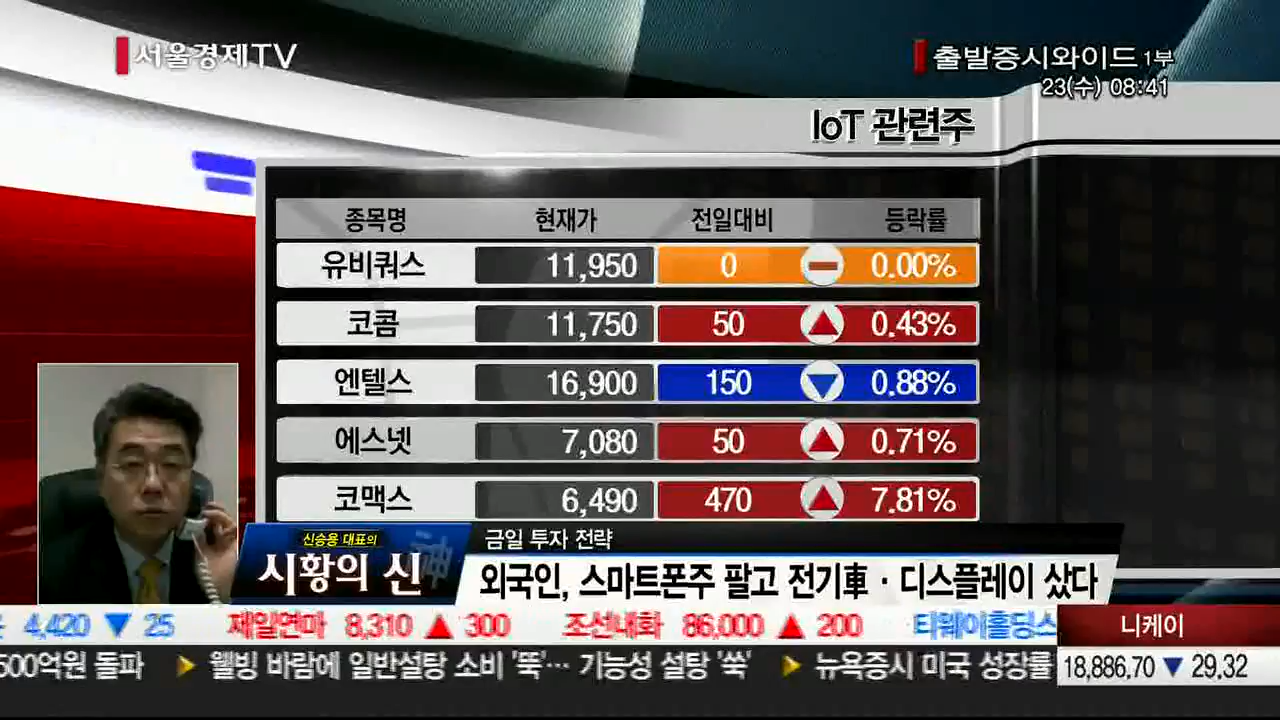 서울경제TV
출발증시와이드 1부
23(수) 08:41
IoT 관련주
종목명 현재가 전일대비 등락률
유비쿼스 11,950 0 0.00%
코콤 11,750 50 ▲ 0.43%
엔텔스 16,900 150 ▼ 0.88%
에스넷 7,080 50 ▲ 0.71%
코맥스 6,490 470 ▲ 7.81%
신승용 대표의
시황의 신 神
금일 투자 전략
외국인, 스마트폰주 팔고 전기車 · 디스플레이 샀다
4,420 ▼ 25 제일연마 8,310 ▲ 300 조선내화 86,000 ▲ 200 티웨이홀딩스
니케이
500억원 돌파 ▶ 웰빙 바람에 일반설탕 소비 '뚝'… 기능성 설탕 '쑥' ▶ 뉴욕증시 미국 성장률
18,886.70 ▼ 29.32